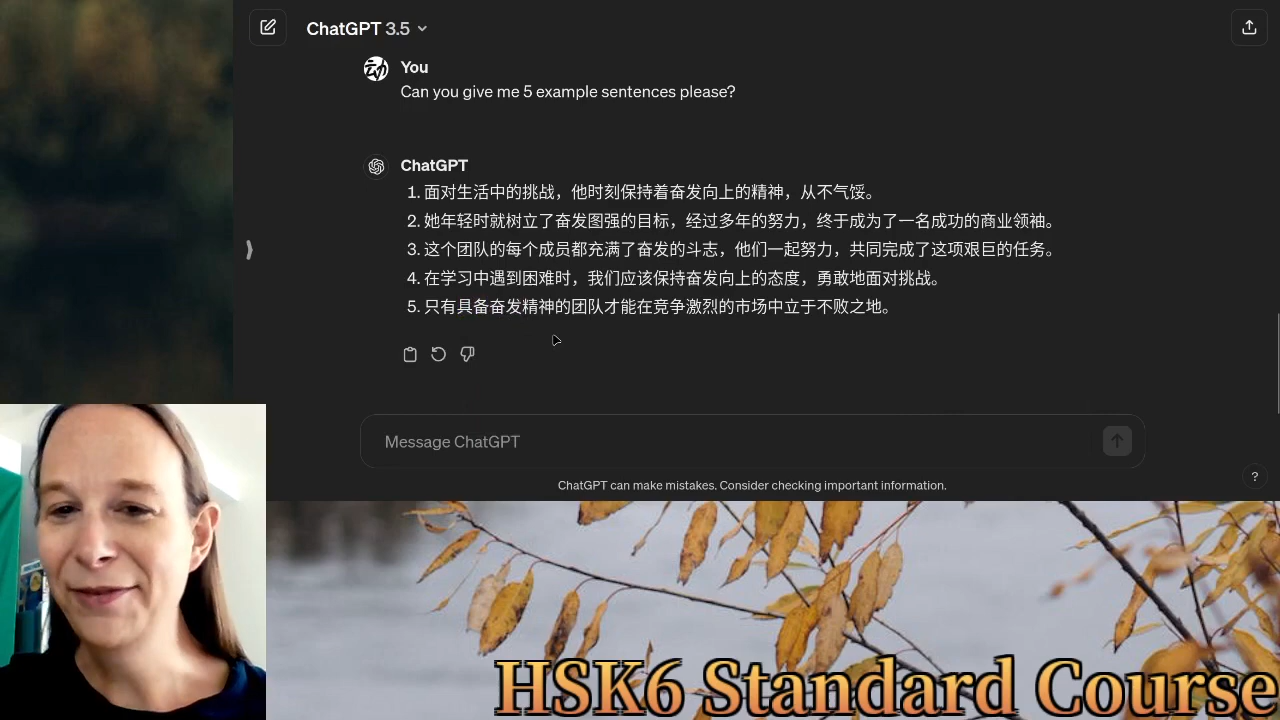 ChatGPT 3.5
You
Can you give me 5 example sentences please?
ChatGPT
1. 面对生活中的挑战，他时刻保持着奋发向上的精神，从不气馁。
2. 她年轻时就树立了奋发图强的目标，经过多年的努力，终于成为了一名成功的商业领袖。
3. 这个团队的每个成员都充满了奋发的斗志，他们一起努力，共同完成了这项艰巨的任务。
4. 在学习中遇到困难时，我们应该保持奋发向上的态度，勇敢地面对挑战。
5. 只有具备奋发精神的团队才能在竞争激烈的市场中立于不败之地。
Message ChatGPT
?
ChatGPT can make mistakes. Consider checking important information.
HSK6 Standard Course